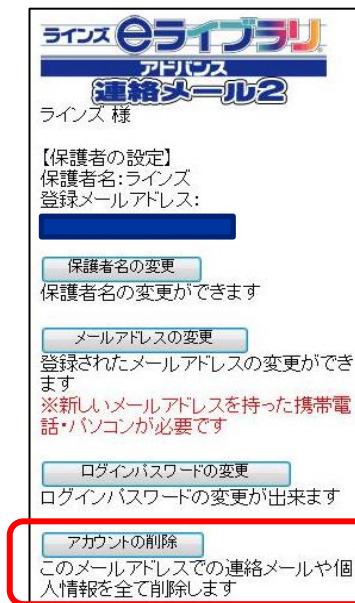 ラインズ eライブラリ
アドバンス
連絡メール2
ラインズ 様
【保護者の設定】
保護者名:ラインズ
登録メールアドレス:
保護者名の変更
保護者名の変更ができます
メールアドレスの変更
登録されたメールアドレスの変更ができ
ます
※新しいメールアドレスを持った携帯電
話・パソコンが必要です
ログインパスワードの変更
ログインパスワードの変更が出来ます
アカウントの削除
このメールアドレスでの連絡メールや個
人情報を全て削除します